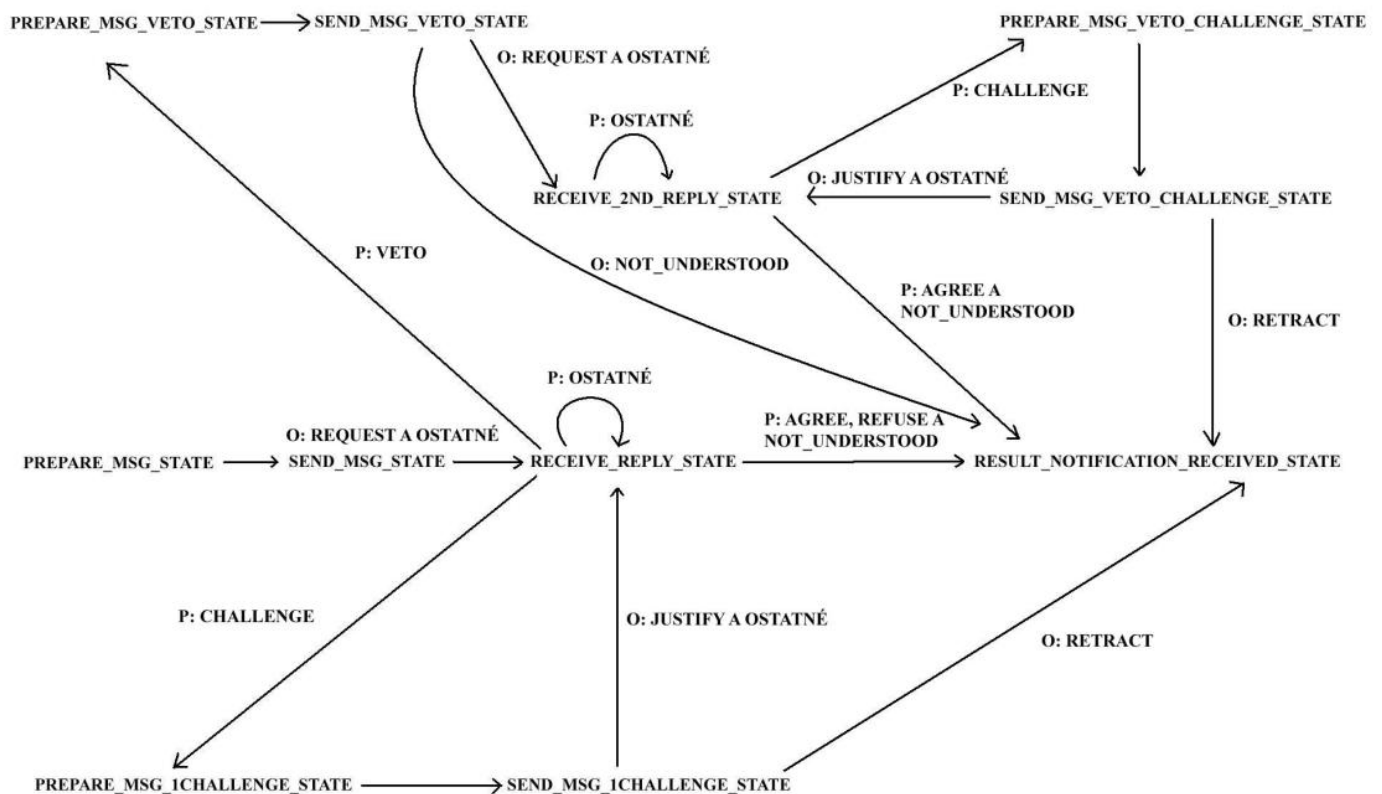 PREPARE_MSG_VETO_STATE
SEND_MSG_VETO_STATE
PREPARE_MSG_VETO_CHALLENGE_STATE
O: REQUEST A OSTATNÉ
P: CHALLENGE
P: OSTATNÉ
O: JUSTIFY A OSTATNÉ
RECEIVE_2ND_REPLY_STATE
SEND_MSG_VETO_CHALLENGE_STATE
P: VETO
O: NOT_UNDERSTOOD
P: AGREE A
NOT_UNDERSTOOD
O: RETRACT
P: OSTATNÉ
P: AGREE, REFUSE A
NOT_UNDERSTOOD
O: REQUEST A OSTATNÉ
PREPARE_MSG_STATE
SEND_MSG_STATE
RECEIVE_REPLY_STATE
RESULT_NOTIFICATION_RECEIVED_STATE
P: CHALLENGE
O: JUSTIFY A OSTATNÉ
O: RETRACT
PREPARE_MSG_1CHALLENGE_STATE
SEND_MSG_1CHALLENGE_STATE